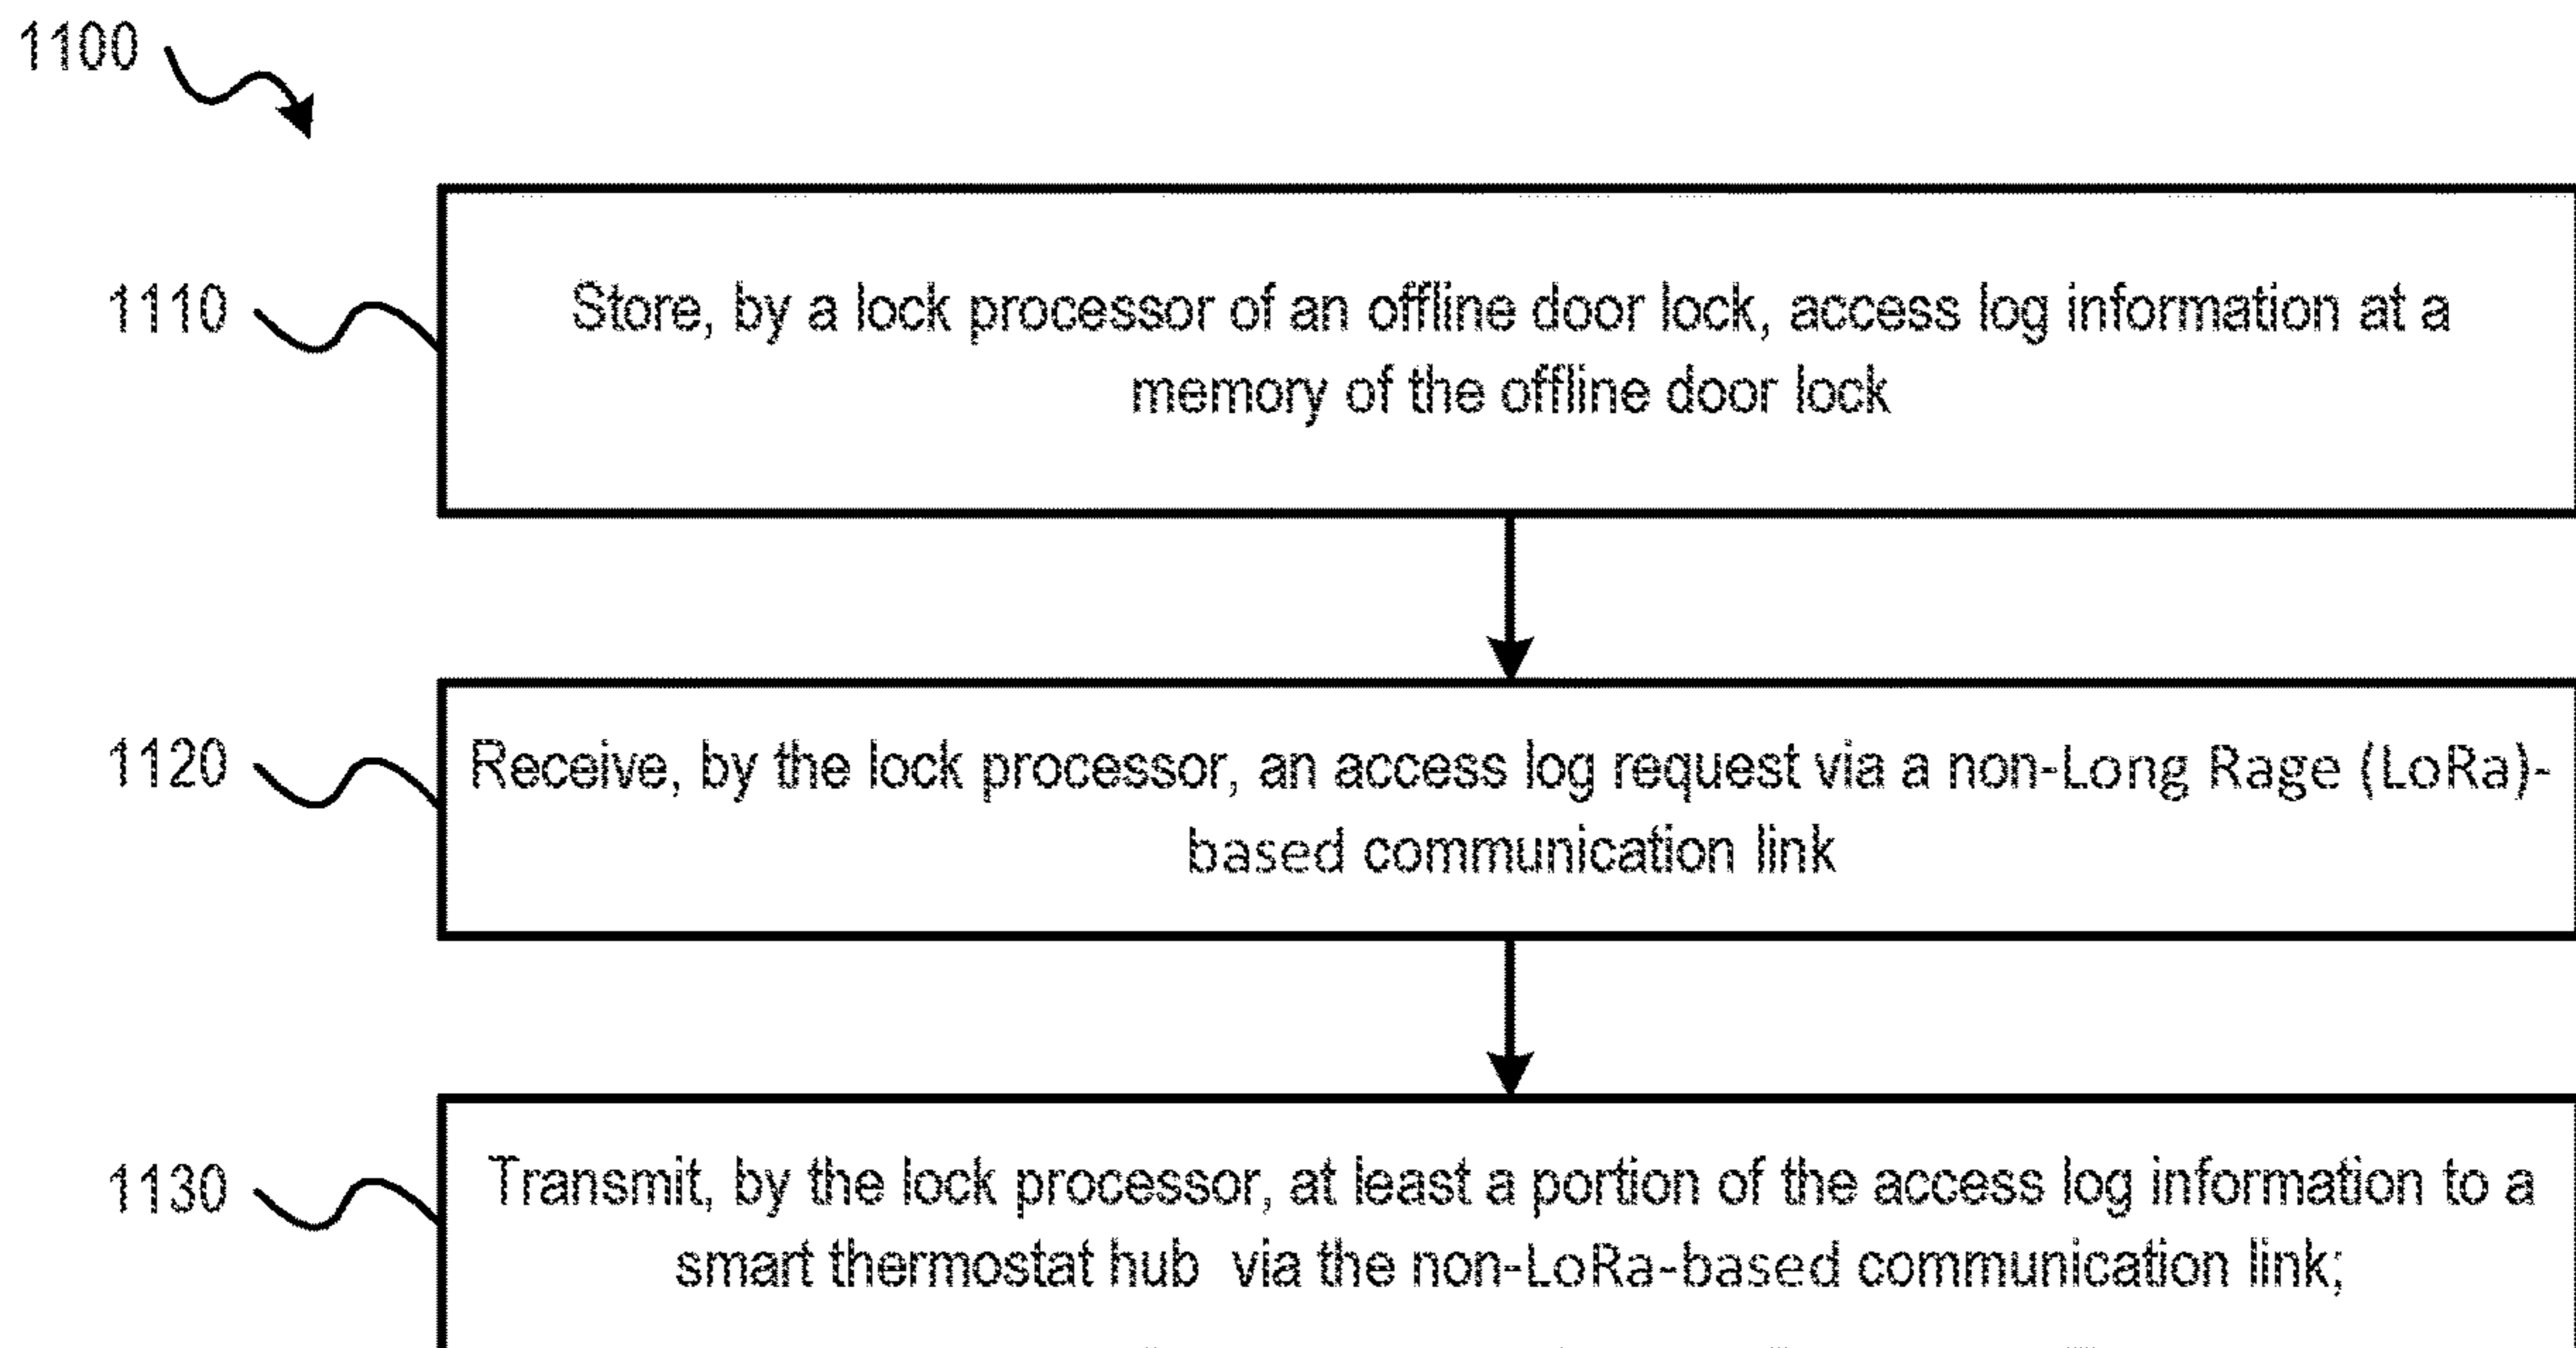 1100
1110
Store, by a lock processor of an offline door lock, access log information at a
memory of the offline door lock
1120
Receive, by the lock processor, an access log request via a non-Long Rage (LoRa)-
based communication link
1130
Transmit, by the lock processor, at least a portion of the access log information to a
smart thermostat hub via the non-LoRa-based communication link;